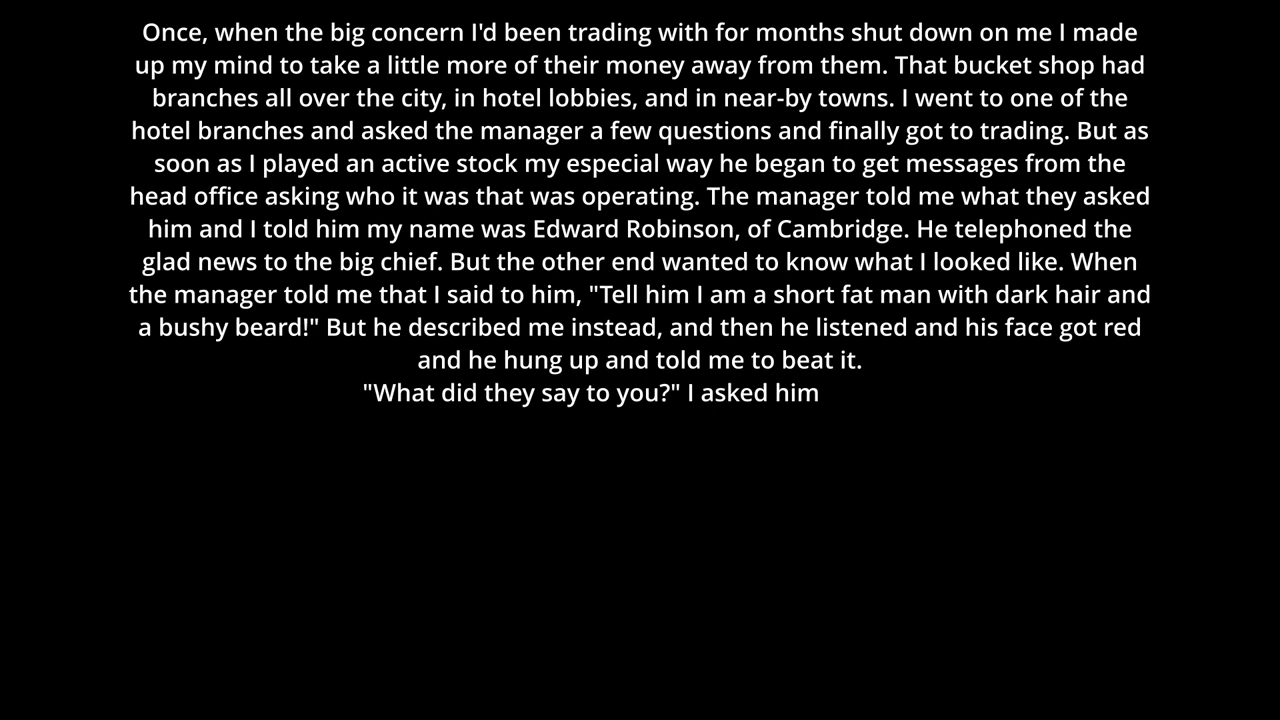 Once, when the big concern I'd been trading with for months shut down on me I made
up my mind to take a little more of their money away from them. That bucket shop had
branches all over the city, in hotel lobbies, and in near-by towns. I went to one of the
hotel branches and asked the manager a few questions and finally got to trading. But as
soon as I played an active stock my especial way he began to get messages from the
head office asking who it was that was operating. The manager told me what they asked
him and I told him my name was Edward Robinson, of Cambridge. He telephoned the
glad news to the big chief. But the other end wanted to know what I looked like. When
the manager told me that I said to him, "Tell him I am a short fat man with dark hair and
a bushy beard!" But he described me instead, and then he listened and his face got red
and he hung up and told me to beat it.
"What did they say to you?" I asked him